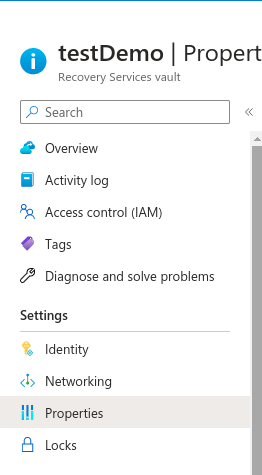 testDemo | Propert
Recovery Services vault
Search
Overview
Activity log
Access control (IAM)
Tags
Diagnose and solve problems
Settings
Identity
Networking
Properties
Locks